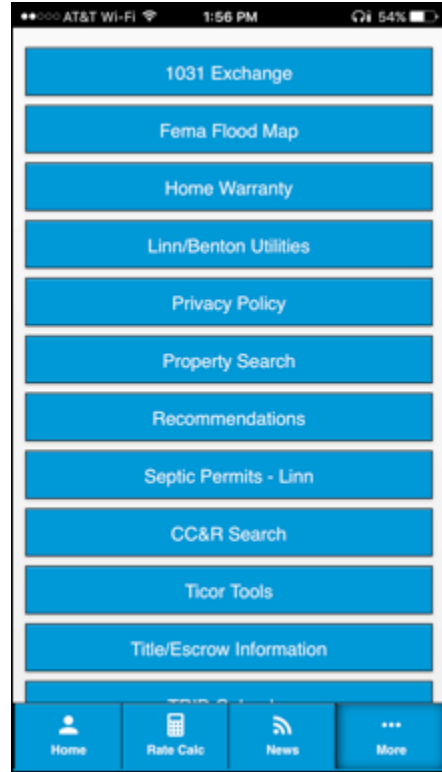 AT&T Wi-Fi 1:56 PM 54%
1031 Exchange
Fema Flood Map
Home Warranty
Linn/Benton Utilities
Privacy Policy
Property Search
Recommendations
Septic Permits - Linn
CC&R Search
Ticor Tools
Title/Escrow Information
Home Rate Calc News More